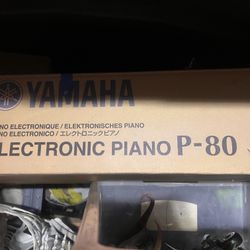 YAMAHA
NO ELECTRONIQUE / ELEKTRONISCHES PIANO
NO ELECTRONICO / エレクトロニックピアノ
LECTRONIC PIANO P-80